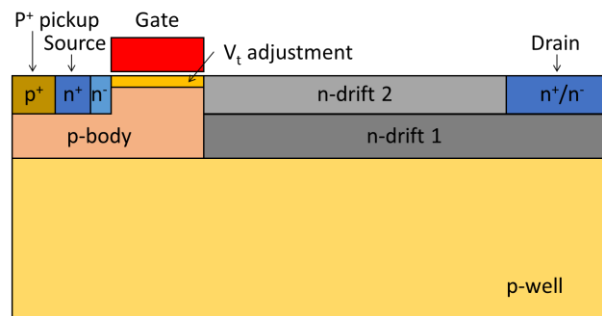 P⁺ pickup
Gate
Source
Vₜ adjustment
Drain
p⁺
n⁺
n⁻
n-drift 2
n⁺/n⁻
p-body
n-drift 1
p-well